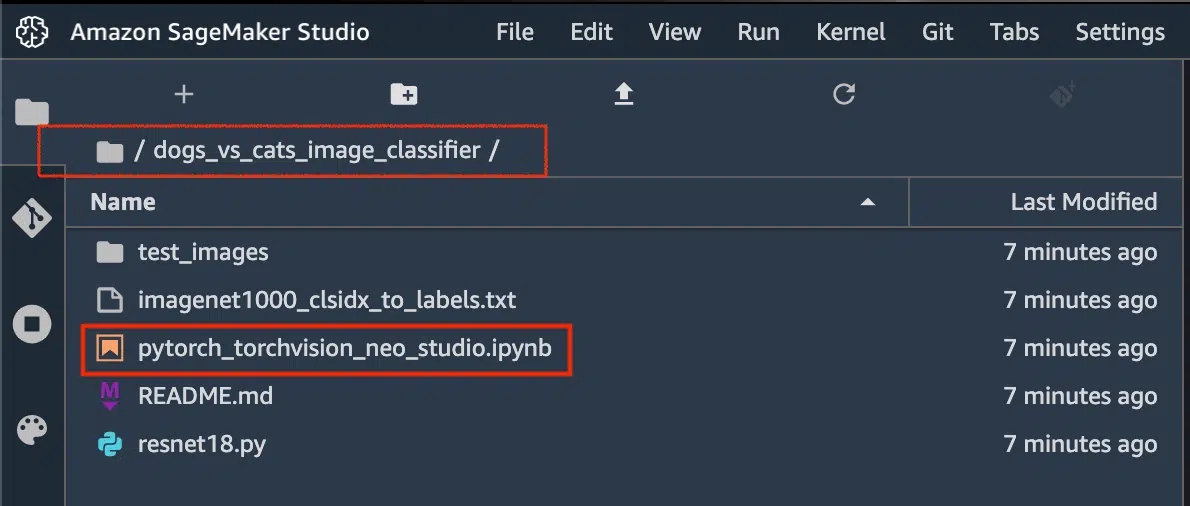 Amazon SageMaker Studio File Edit View Run Kernel Git Tabs Settings
/ dogs_vs_cats_image_classifier /
Name Last Modified
test_images 7 minutes ago
imagenet1000_clsidx_to_labels.txt 7 minutes ago
pytorch_torchvision_neo_studio.ipynb 7 minutes ago
README.md 7 minutes ago
resnet18.py 7 minutes ago